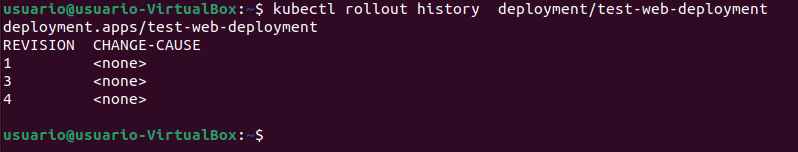 usuario@usuario-VirtualBox:~$ kubectl rollout history  deployment/test-web-deployment
deployment.apps/test-web-deployment
REVISION  CHANGE-CAUSE
1         <none>
3         <none>
4         <none>
usuario@usuario-VirtualBox:~$